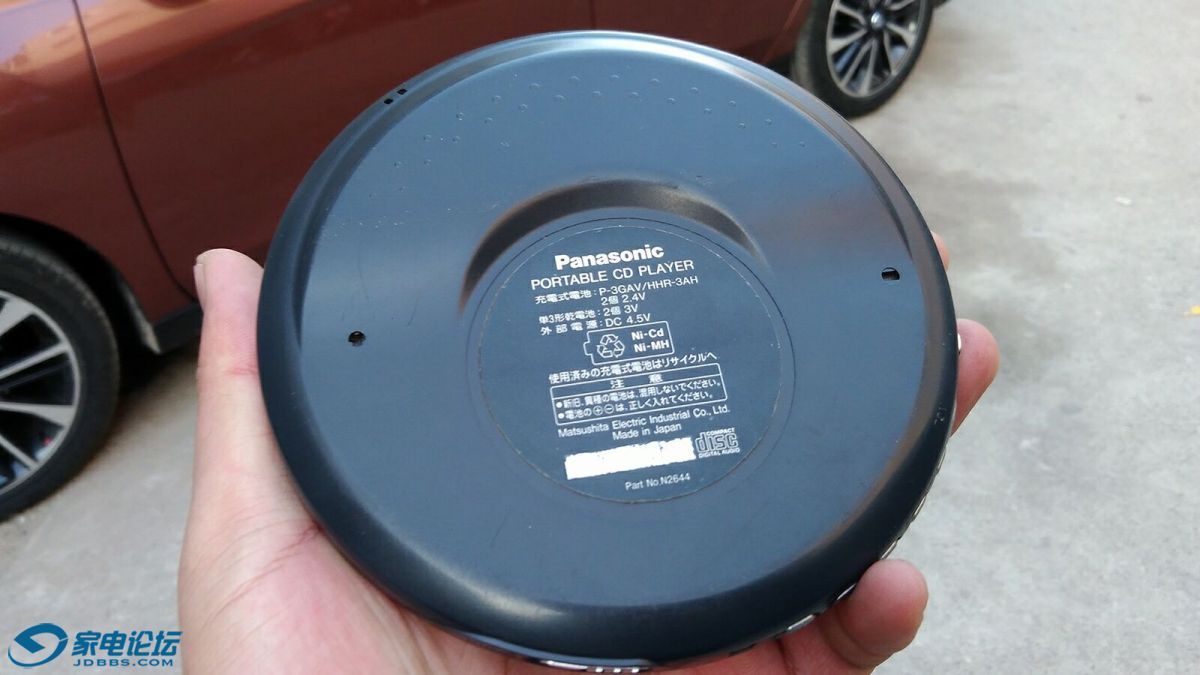 Panasonic
PORTABLE CD PLAYER
充電式電池：P-3GAV/HHR-3AH
2個 2.4V
単3形乾電池：2個 3V
外部電源：DC 4.5V
Ni-Cd
Ni-MH
使用済みの充電式電池はリサイクルへ
注 意
●新旧、異種の電池は、混用しないでください。
●電池の⊕⊖は、正しく入れてください。
Matsushita Electric Industrial Co., Ltd.
Made in Japan
COMPACT
disc
DIGITAL AUDIO
Part No.N2644
家电论坛
JDBBS.COM